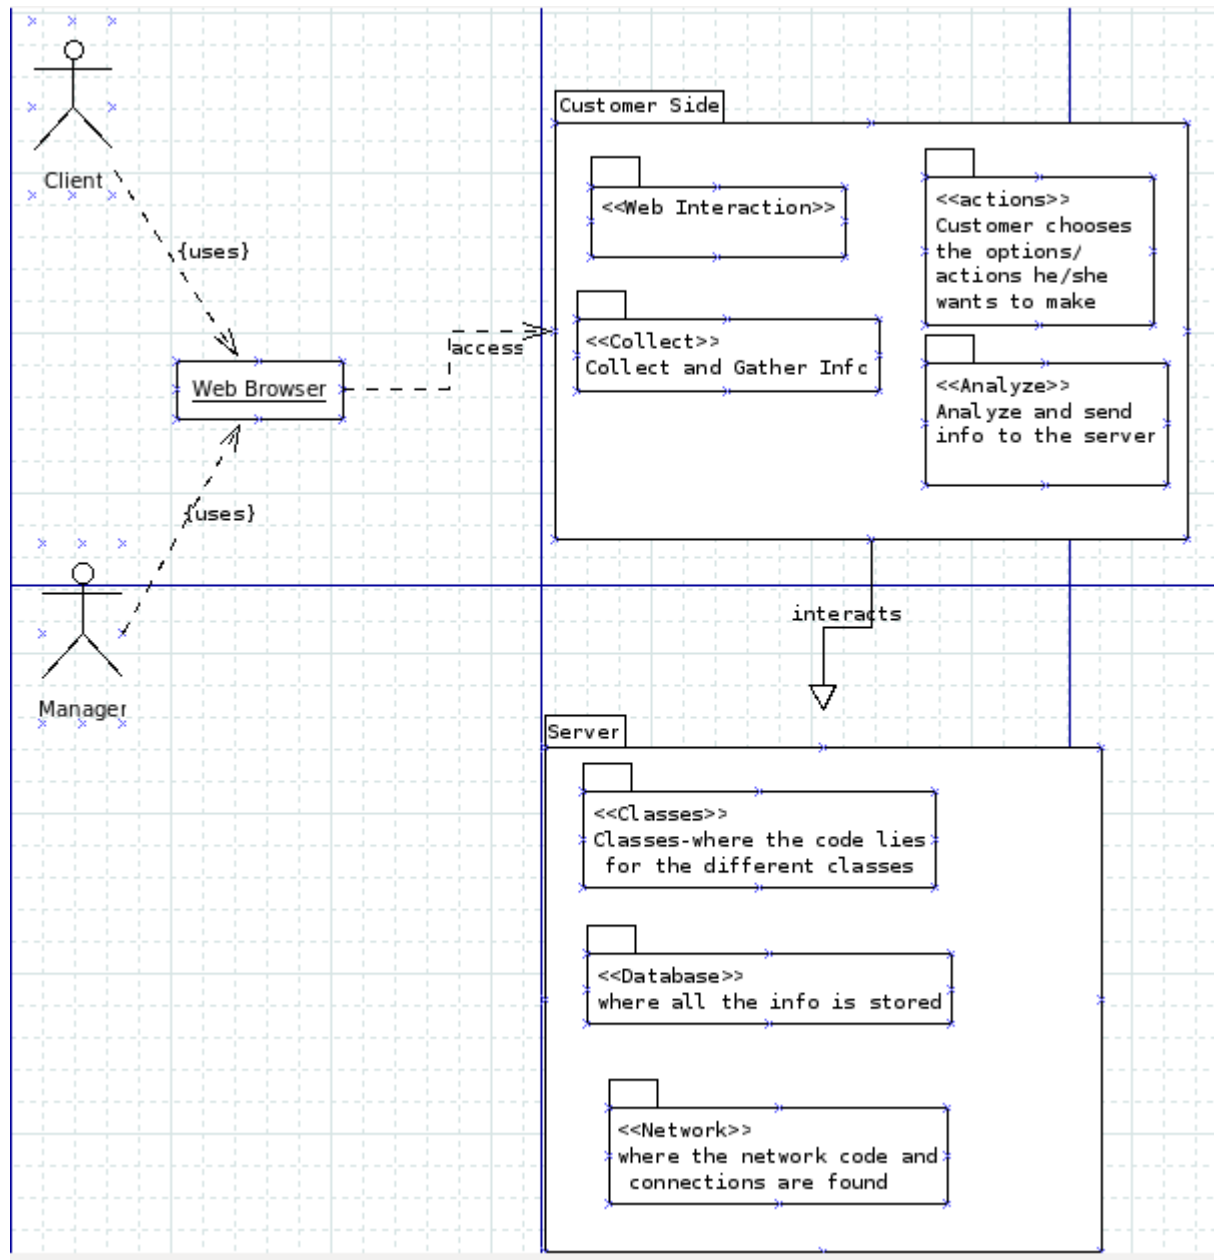 Client
{uses}
Web Browser
{uses}
Manager
access
Customer Side
<<Web Interaction>>
<<Collect>>
Collect and Gather Info
<<actions>>
Customer chooses
the options/
actions he/she
wants to make
<<Analyze>>
Analyze and send
info to the server
interacts
Server
<<Classes>>
Classes-where the code lies
for the different classes
<<Database>>
where all the info is stored
<<Network>>
where the network code and
connections are found